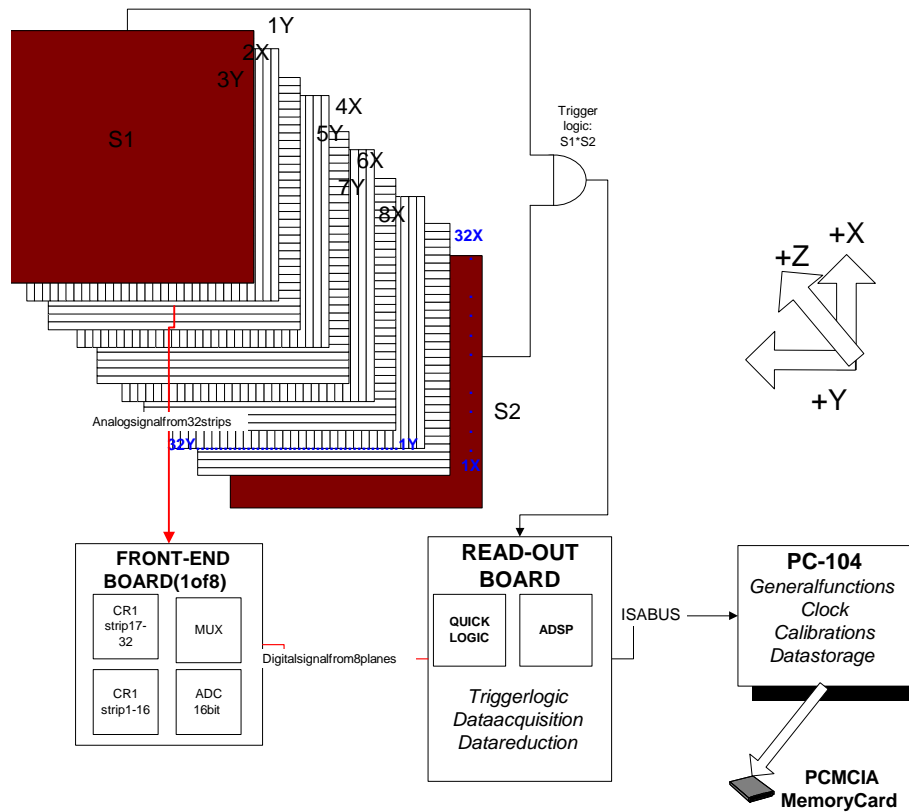 1Y
2X
3Y
S1
4X
5Y
6X
7Y
8X
32X
Trigger
logic:
S1*S2
+X
+Z
+Y
S2
Analogsignalfrom32strips
32Y
1Y
1X
FRONT-END
BOARD(1of8)
CR1
strip17-
32
MUX
CR1
strip1-16
ADC
16bit
Digitalsignalfrom8planes
READ-OUT
BOARD
QUICK
LOGIC
ADSP
Triggerlogic
Dataacquisition
Datareduction
ISABUS
PC-104
Generalfunctions
Clock
Calibrations
Datastorage
PCMCIA
MemoryCard